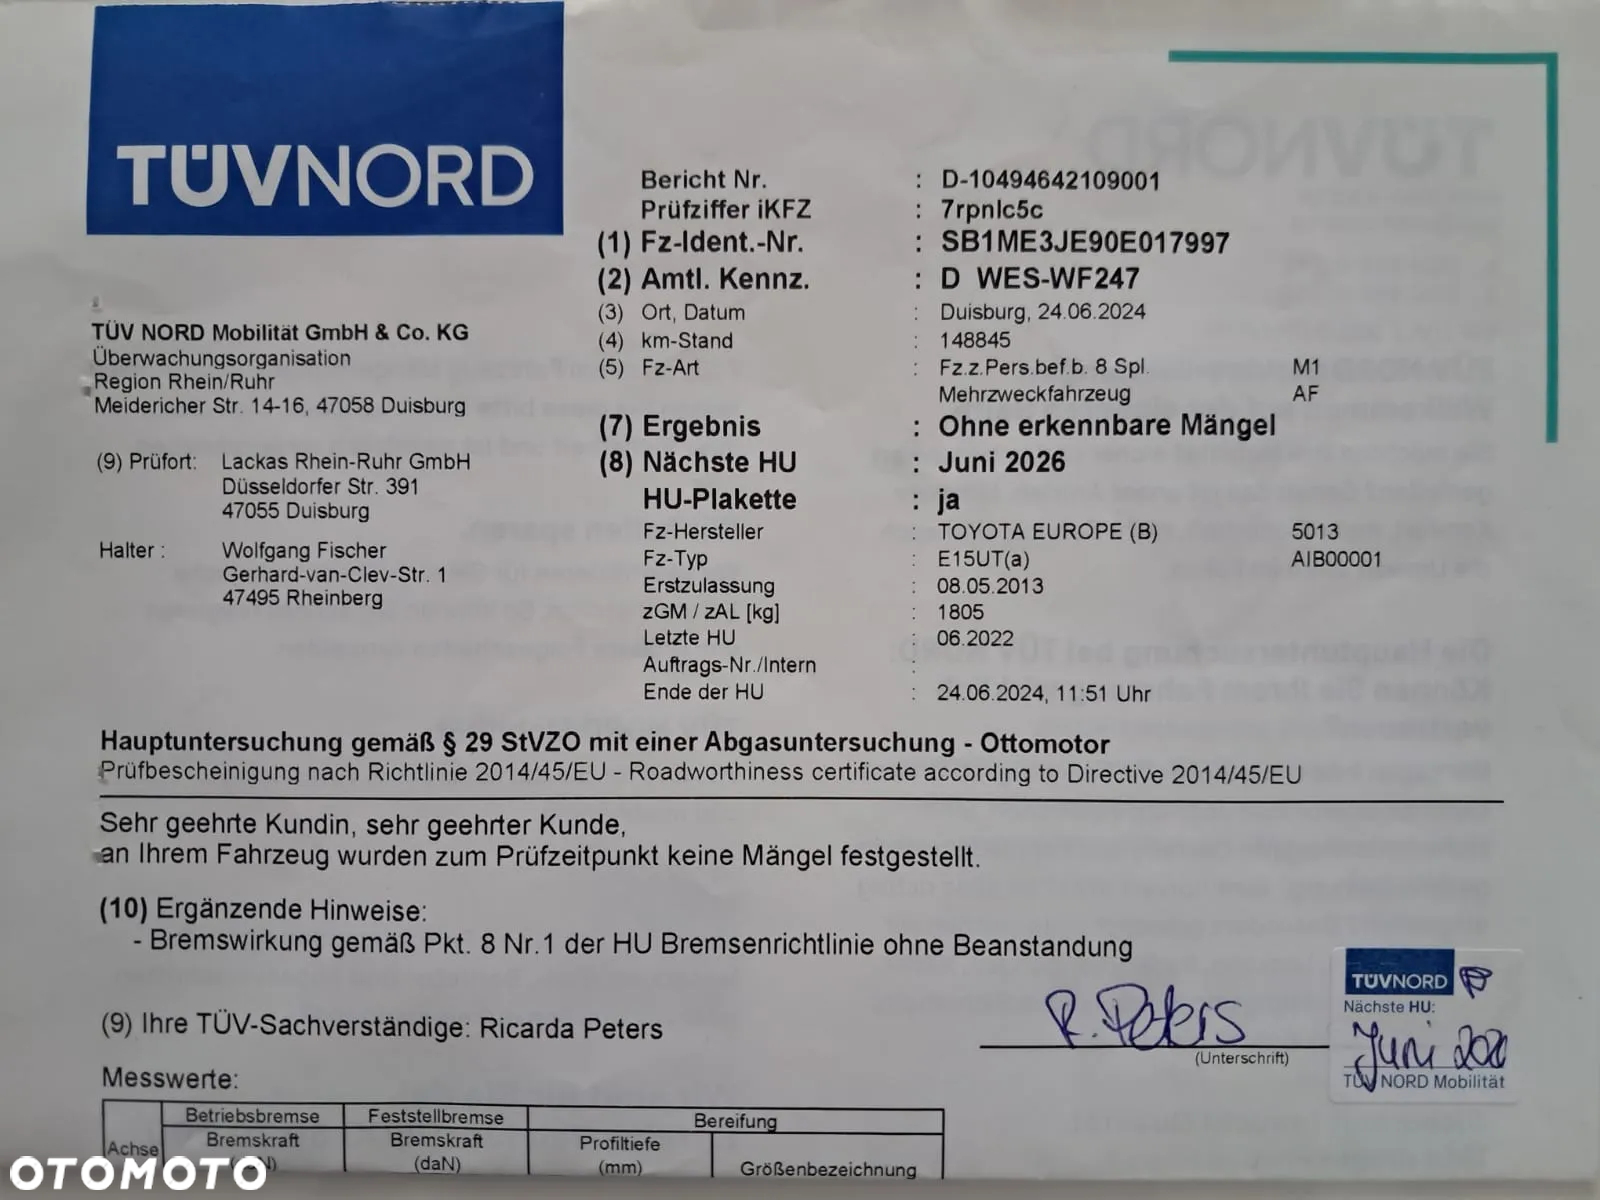 TÜVNORD
Bericht Nr. : D-10494642109001
Prüfziffer iKFZ : 7rpnlc5c
(1) Fz-Ident.-Nr. : SB1ME3JE90E017997
(2) Amtl. Kennz. : D WES-WF247
(3) Ort, Datum : Duisburg, 24.06.2024
(4) km-Stand : 148845
(5) Fz-Art : Fz.z.Pers.bef.b. 8 Spl. M1
Mehrzweckfahrzeug AF
(7) Ergebnis : Ohne erkennbare Mängel
(8) Nächste HU : Juni 2026
HU-Plakette : ja
Fz-Hersteller : TOYOTA EUROPE (B) 5013
Fz-Typ : E15UT(a) AIB00001
Erstzulassung : 08.05.2013
zGM / zAL [kg] : 1805
Letzte HU : 06.2022
Auftrags-Nr./Intern :
Ende der HU : 24.06.2024, 11:51 Uhr
TÜV NORD Mobilität GmbH & Co. KG
Überwachungsorganisation
Region Rhein/Ruhr
Meidericher Str. 14-16, 47058 Duisburg
(9) Prüfort: Lackas Rhein-Ruhr GmbH
Düsseldorfer Str. 391
47055 Duisburg
Halter : Wolfgang Fischer
Gerhard-van-Clev-Str. 1
47495 Rheinberg
Hauptuntersuchung gemäß § 29 StVZO mit einer Abgasuntersuchung - Ottomotor
Prüfbescheinigung nach Richtlinie 2014/45/EU - Roadworthiness certificate according to Directive 2014/45/EU
Sehr geehrte Kundin, sehr geehrter Kunde,
an Ihrem Fahrzeug wurden zum Prüfzeitpunkt keine Mängel festgestellt.
(10) Ergänzende Hinweise:
- Bremswirkung gemäß Pkt. 8 Nr.1 der HU Bremsenrichtlinie ohne Beanstandung
(9) Ihre TÜV-Sachverständige: Ricarda Peters
R. Peters
(Unterschrift)
TÜVNORD
Nächste HU:
Juni
TÜV NORD Mobilität
Messwerte:
Betriebsbremse Feststellbremse Bereifung
Achse Bremskraft Bremskraft Profiltiefe
(daN) (mm) Größenbezeichnung
OTOMOTO